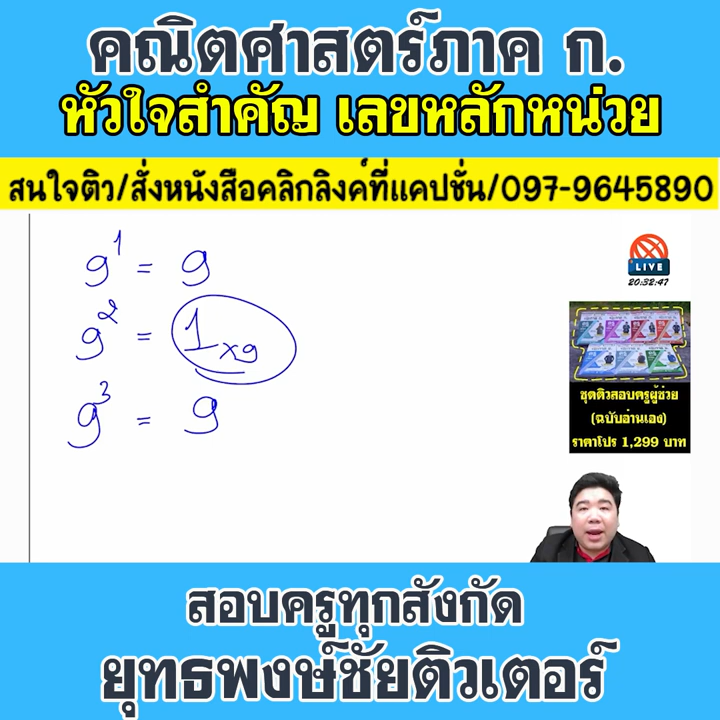 คณิตศาสตร์ภาค ก.
หัวใจสำคัญ เลขหลักหน่วย
สนใจติว/สั่งหนังสือคลิกลิงค์ที่แคปชั่น/097-9645890
9¹ = 9
9² = 1×9
9³ = 9
LIVE
20:32:47
ชุดติวสอบครูผู้ช่วย
(ฉบับอ่านเอง)
ราคาโปร 1,299 บาท
สอบครูทุกสังกัด
ยุทธพงษ์ชัยติวเตอร์